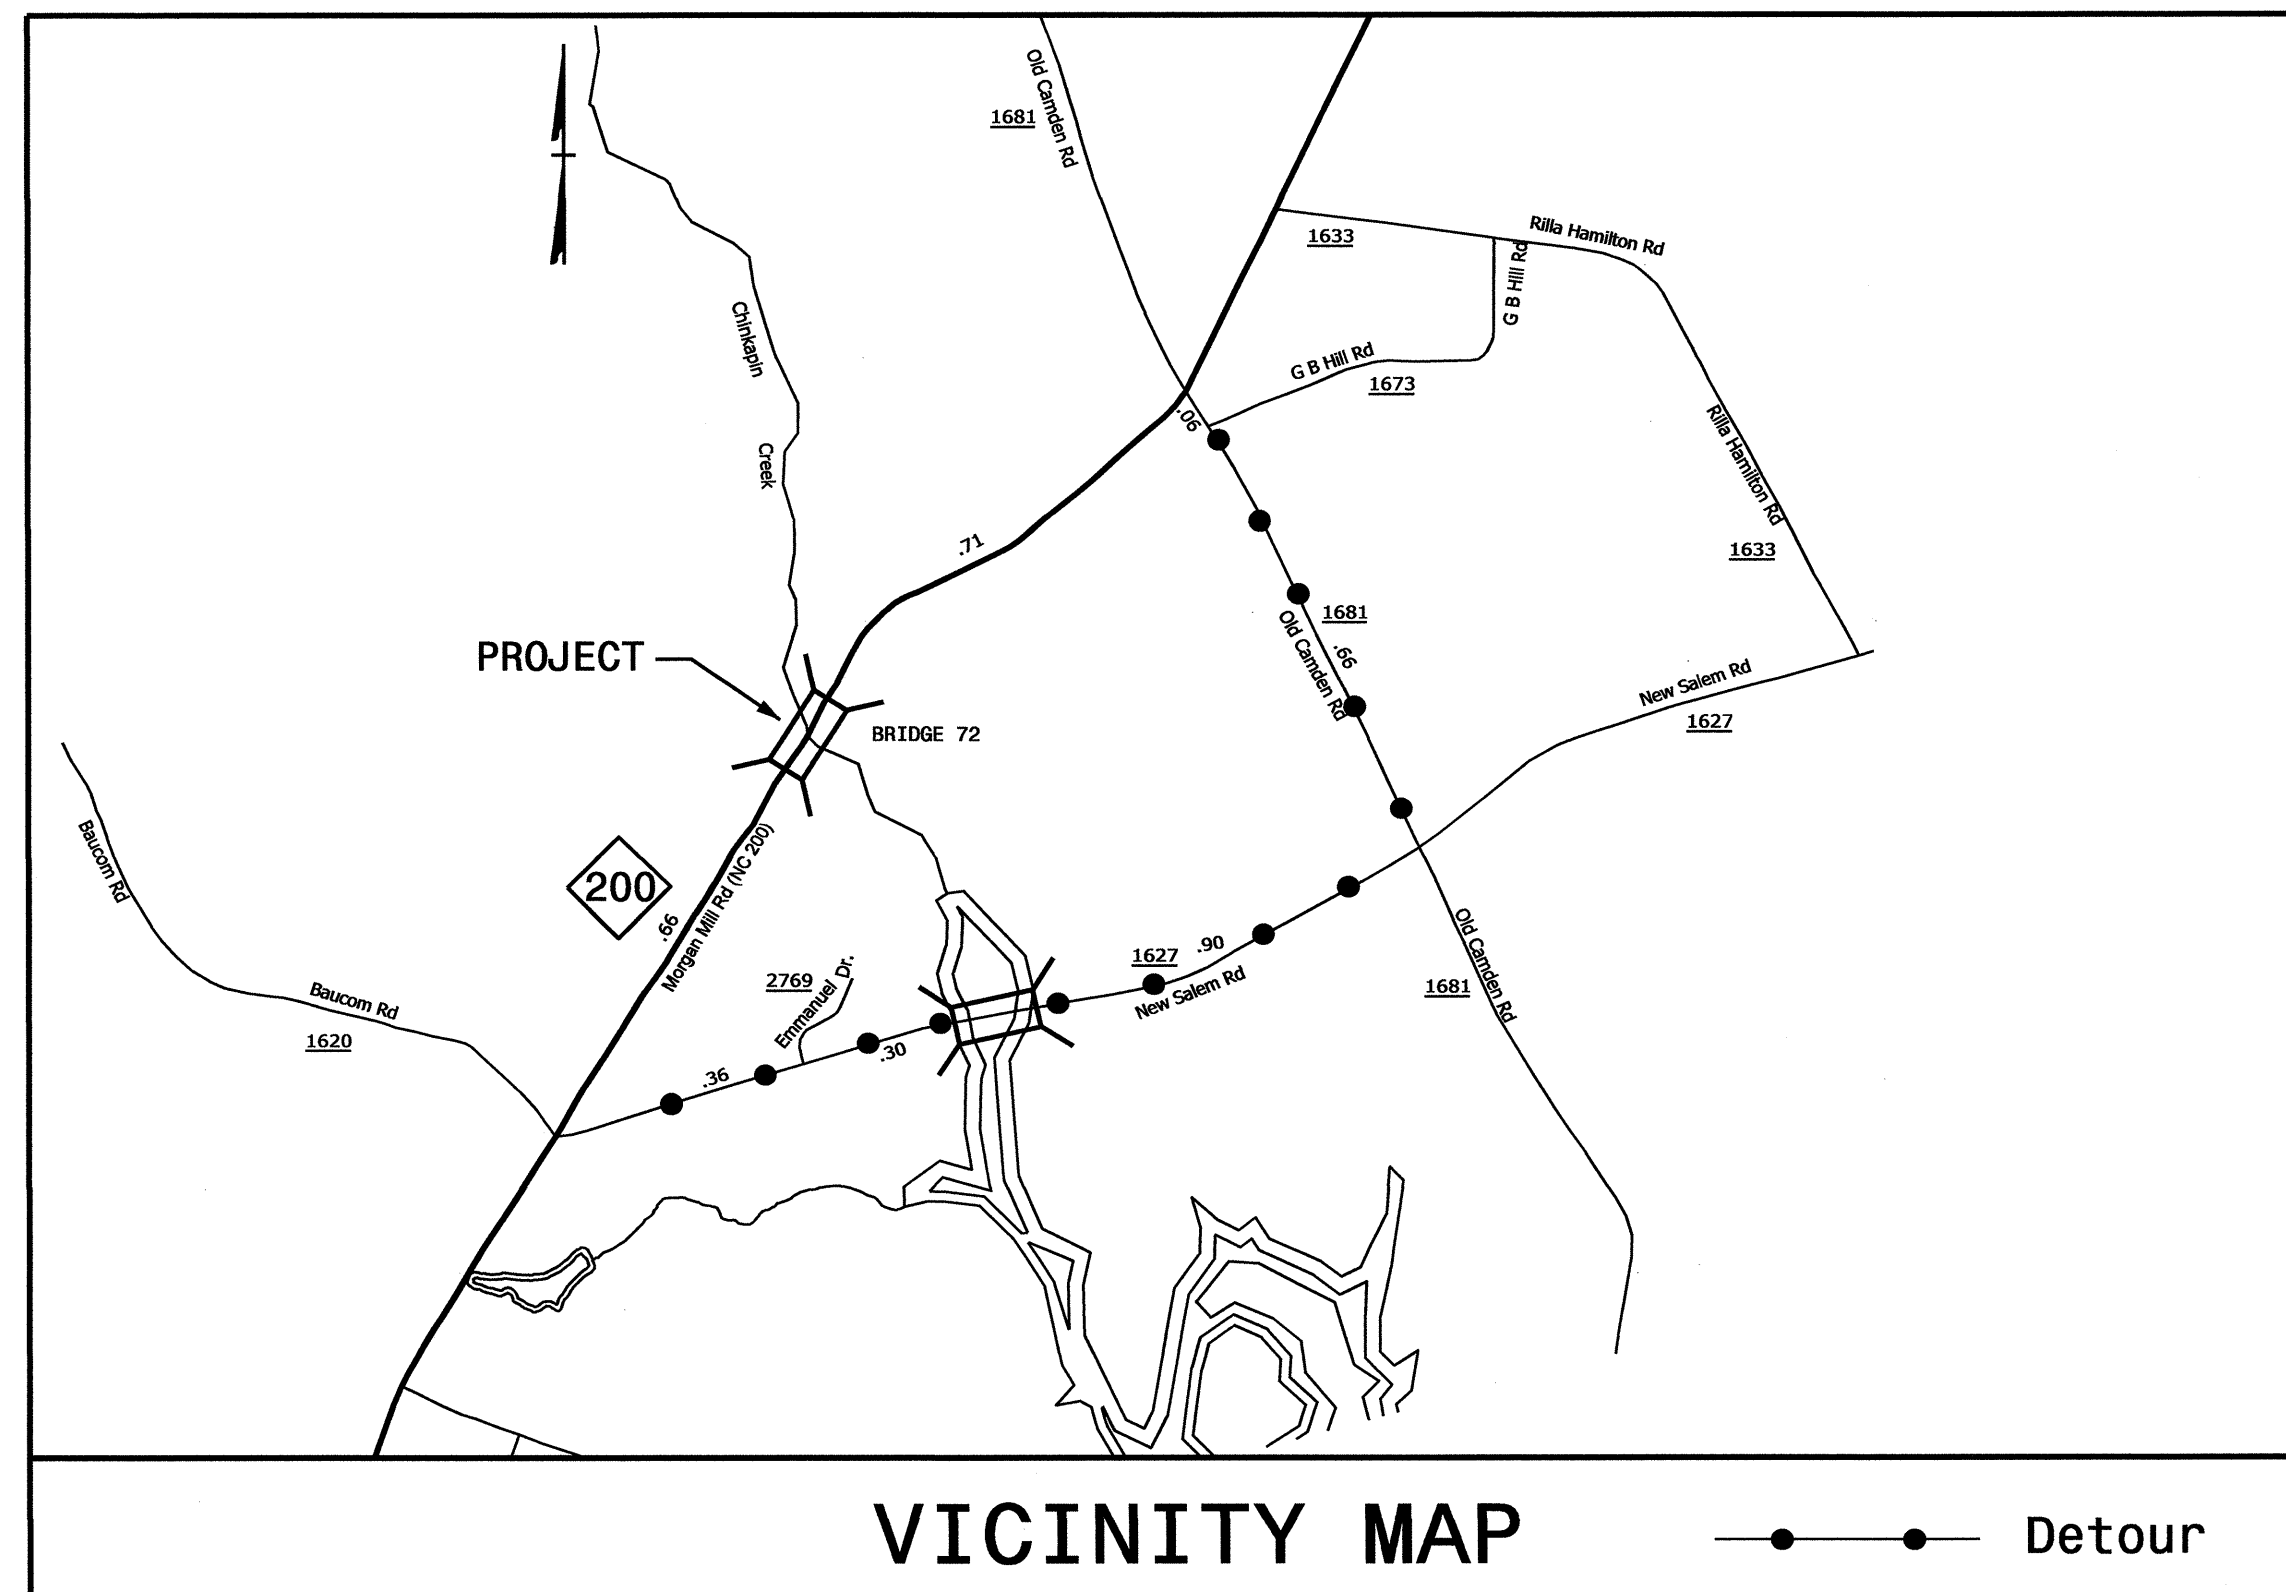 Old Camden Rd
1681
Rilla Hamilton Rd
1633
G B Hill Rd
Chinkapin
G B Hill Rd
1673
.06
Rilla Hamilton Rd
Creek
.71
1633
1681
Old Camden Rd
.66
PROJECT
New Salem Rd
1627
BRIDGE 72
Baucom Rd
200
.66
Morgan Mill Rd (NC 200)
Old Camden Rd
1627
.90
2769
Emmanuel Dr.
New Salem Rd
1681
Baucom Rd
1620
.30
.36
VICINITY MAP
Detour